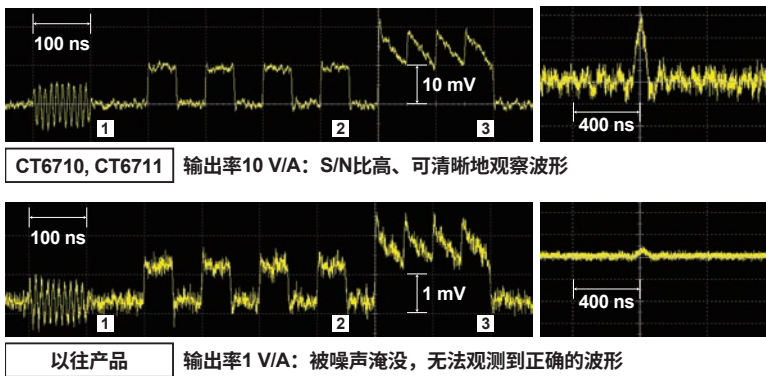 100 ns
10 mV
1
2
3
400 ns
CT6710, CT6711
输出率10 V/A：S/N比高、可清晰地观察波形
100 ns
1 mV
1
2
3
400 ns
以往产品
输出率1 V/A：被噪声淹没，无法观测到正确的波形